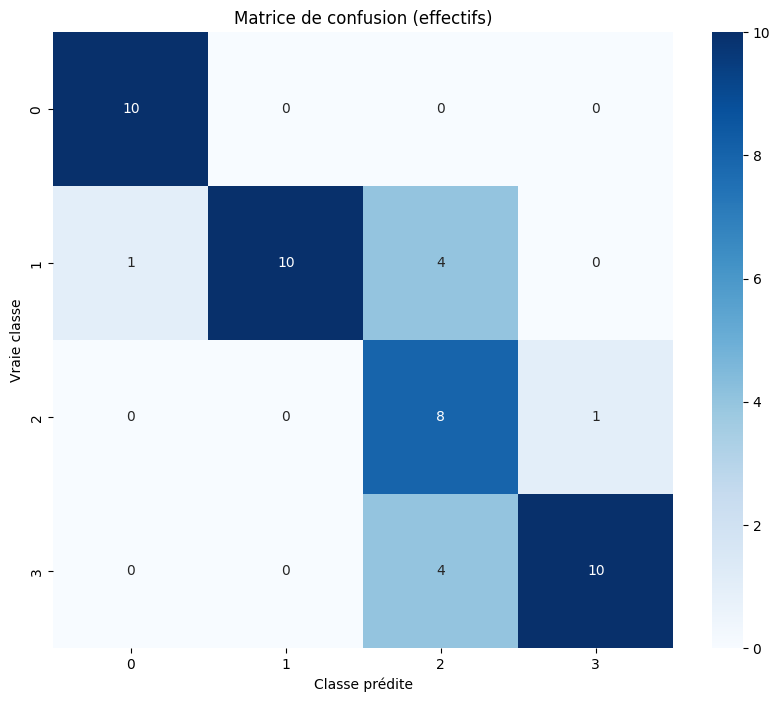 Matrice de confusion (effectifs)
0 10 0 0 0
1 1 10 4 0
2 0 0 8 1
3 0 0 4 10
0 1 2 3
Vraie classe
Classe prédite
10
8
6
4
2
0